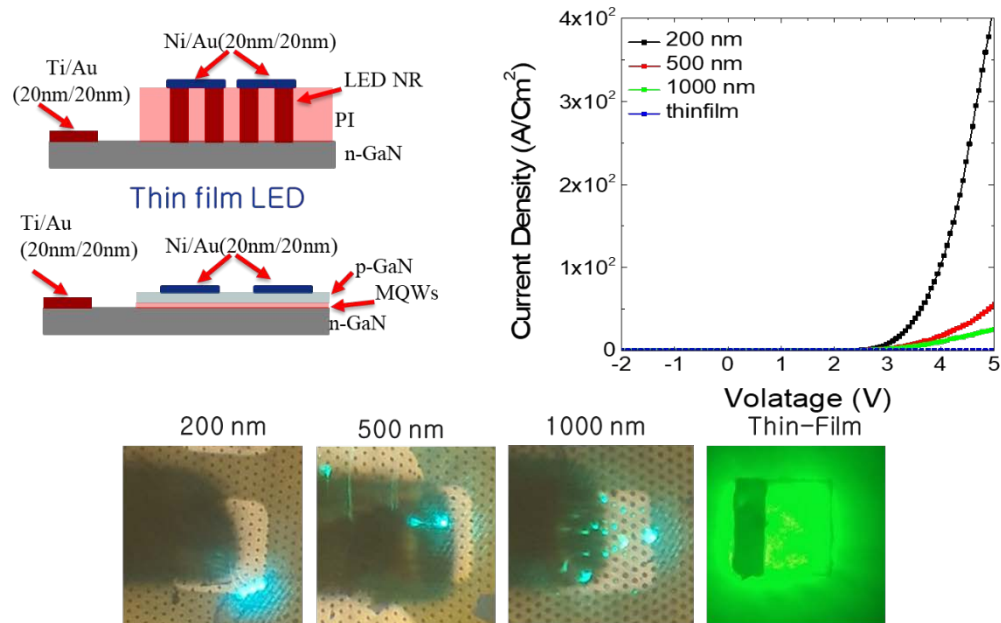 Ni/Au(20nm/20nm)
Ti/Au
(20nm/20nm)
LED NR
PI
n-GaN
Thin film LED
Ti/Au
(20nm/20nm)
Ni/Au(20nm/20nm)
p-GaN
MQWs
n-GaN
Current Density (A/Cm²)
4x10²
3x10²
2x10²
1x10²
0
200 nm
500 nm
1000 nm
thinfilm
-2 -1 0 1 2 3 4 5
Volatage (V)
200 nm
500 nm
1000 nm
Thin-Film